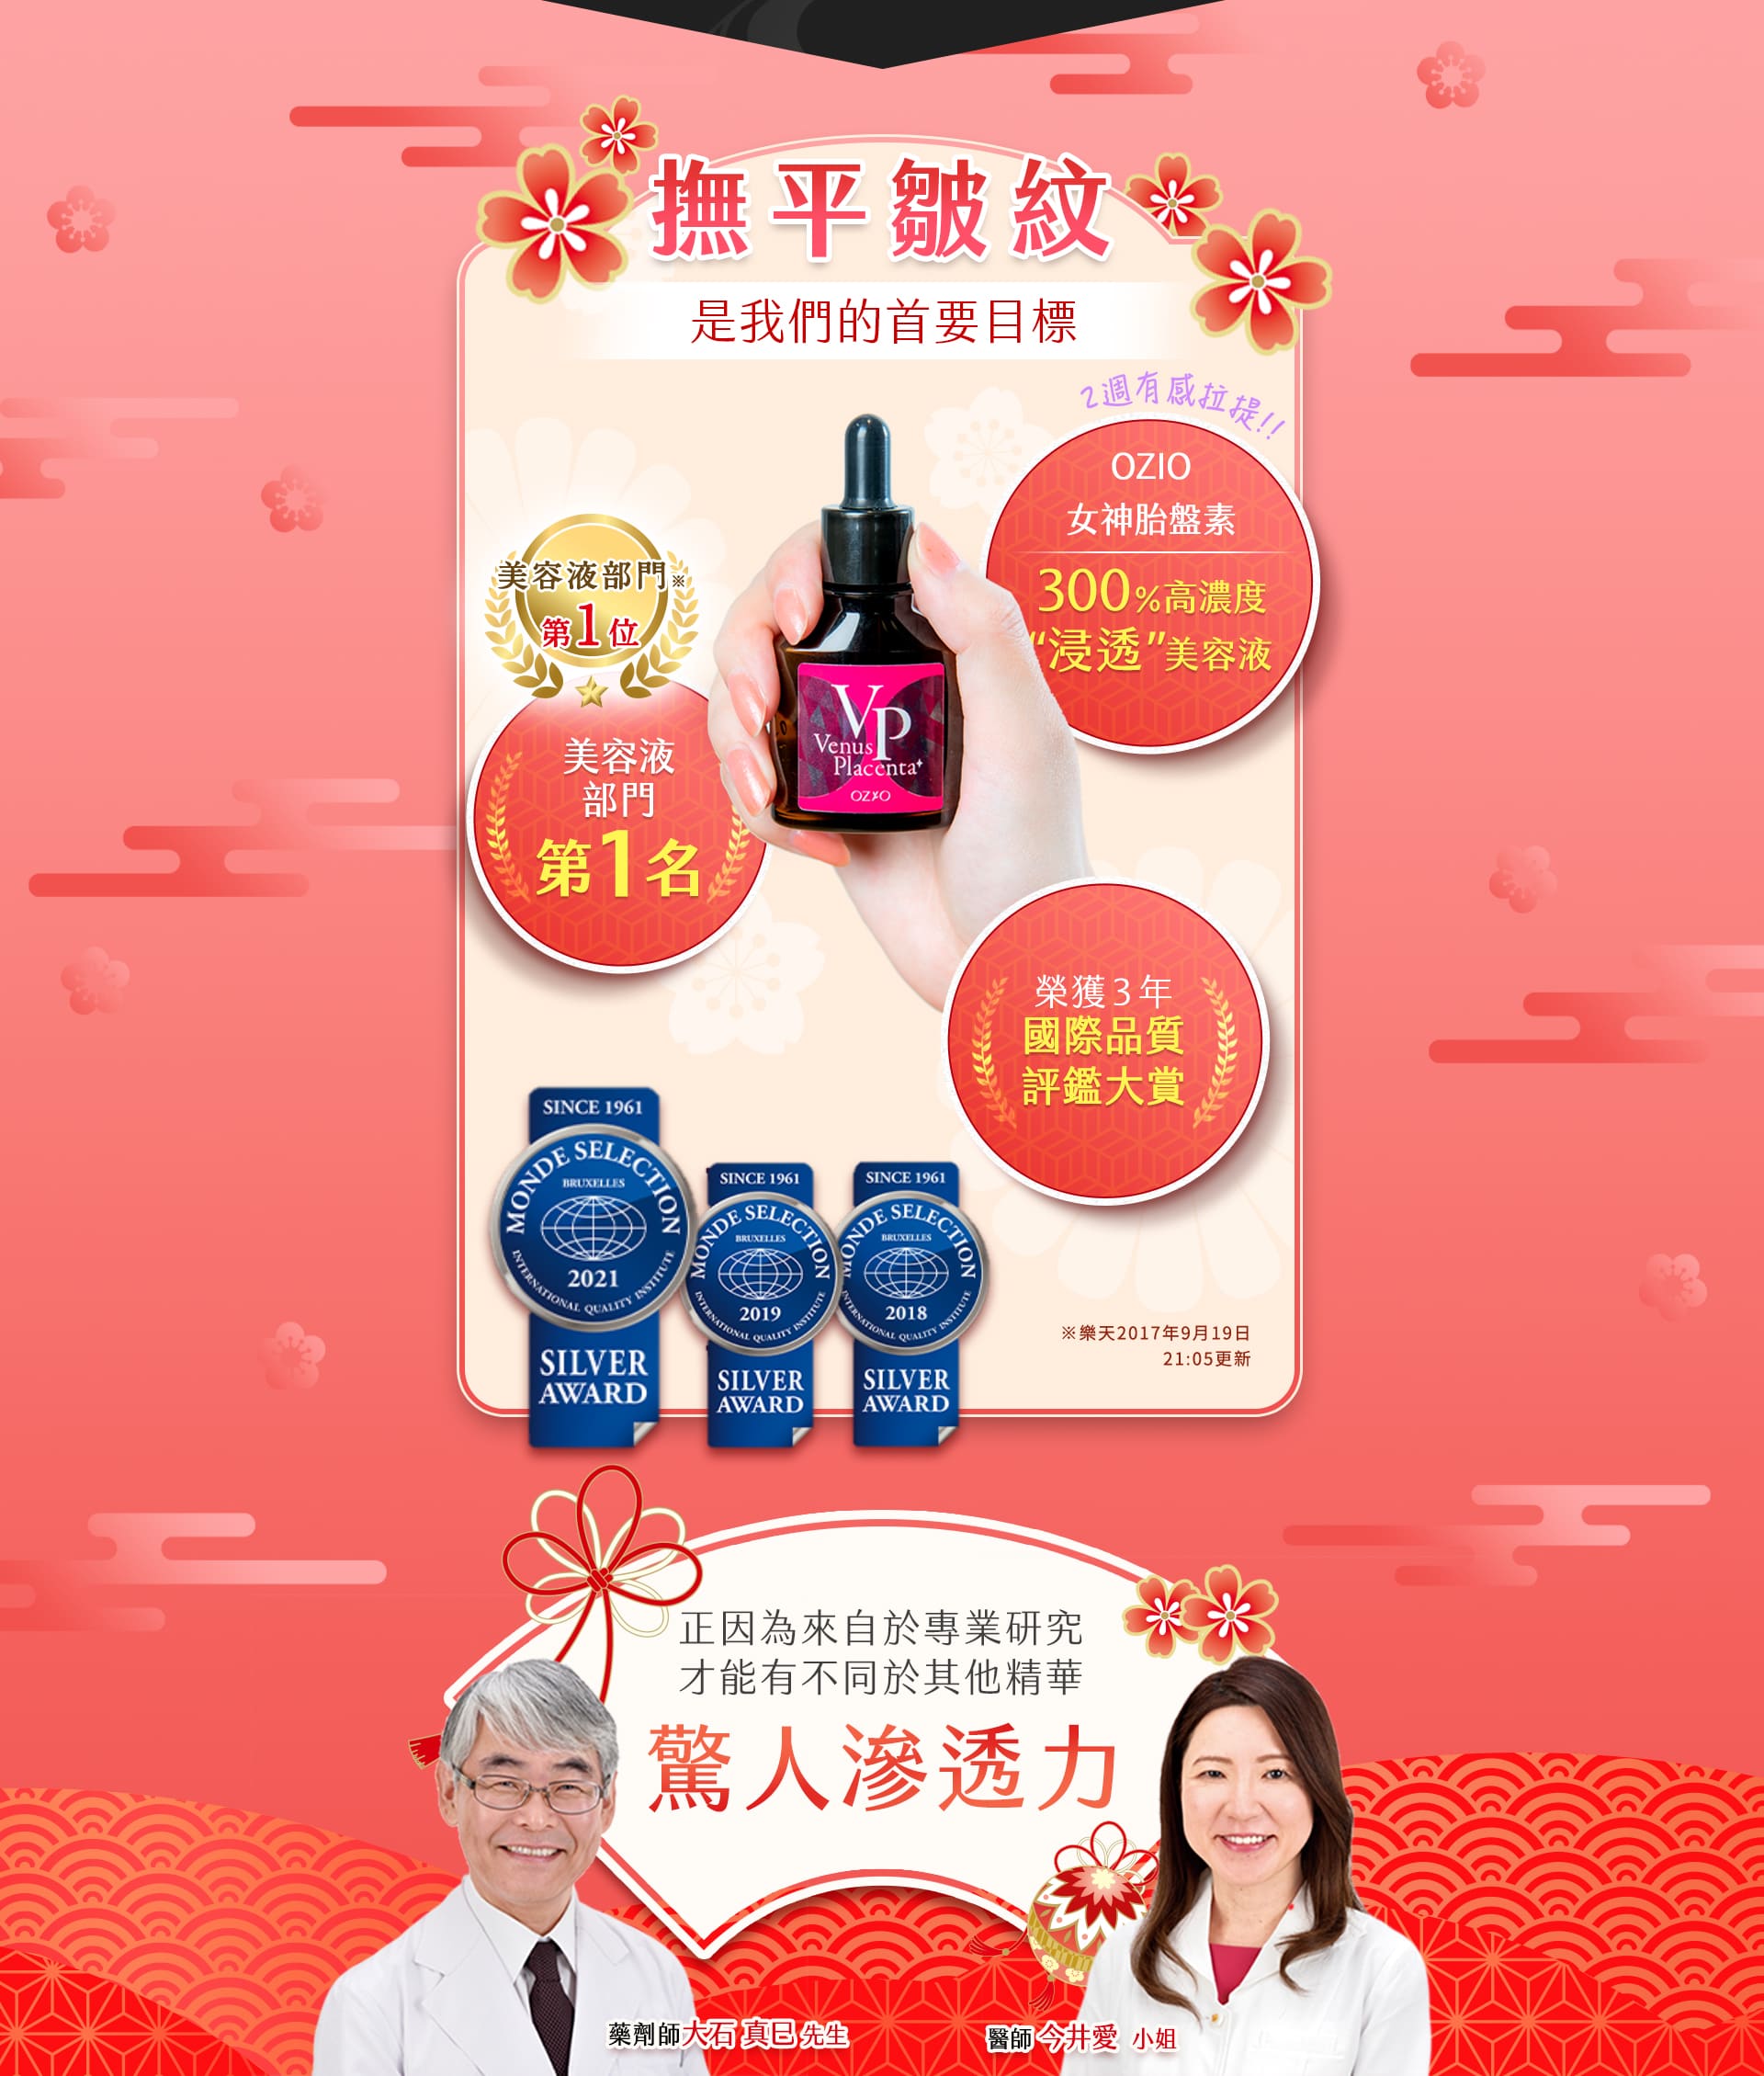 撫平皺紋
是我們的首要目標
2週有感拉提!!
OZIO
女神胎盤素
300%高濃度
“浸透”美容液
美容液部門※
第1位
美容液
部門
第1名
VP
Venus
Placenta+
OZIO
榮獲3年
國際品質
評鑑大賞
SINCE 1961
MONDE SELECTION
BRUXELLES
2021
INTERNATIONAL QUALITY INSTITUTE
SILVER
AWARD
SINCE 1961
MONDE SELECTION
BRUXELLES
2019
INTERNATIONAL QUALITY INSTITUTE
SILVER
AWARD
SINCE 1961
MONDE SELECTION
BRUXELLES
2018
INTERNATIONAL QUALITY INSTITUTE
SILVER
AWARD
※樂天2017年9月19日
21:05更新
正因為來自於專業研究
才能有不同於其他精華
驚人滲透力
藥劑師大石 真巳 先生
醫師 今井愛 小姐